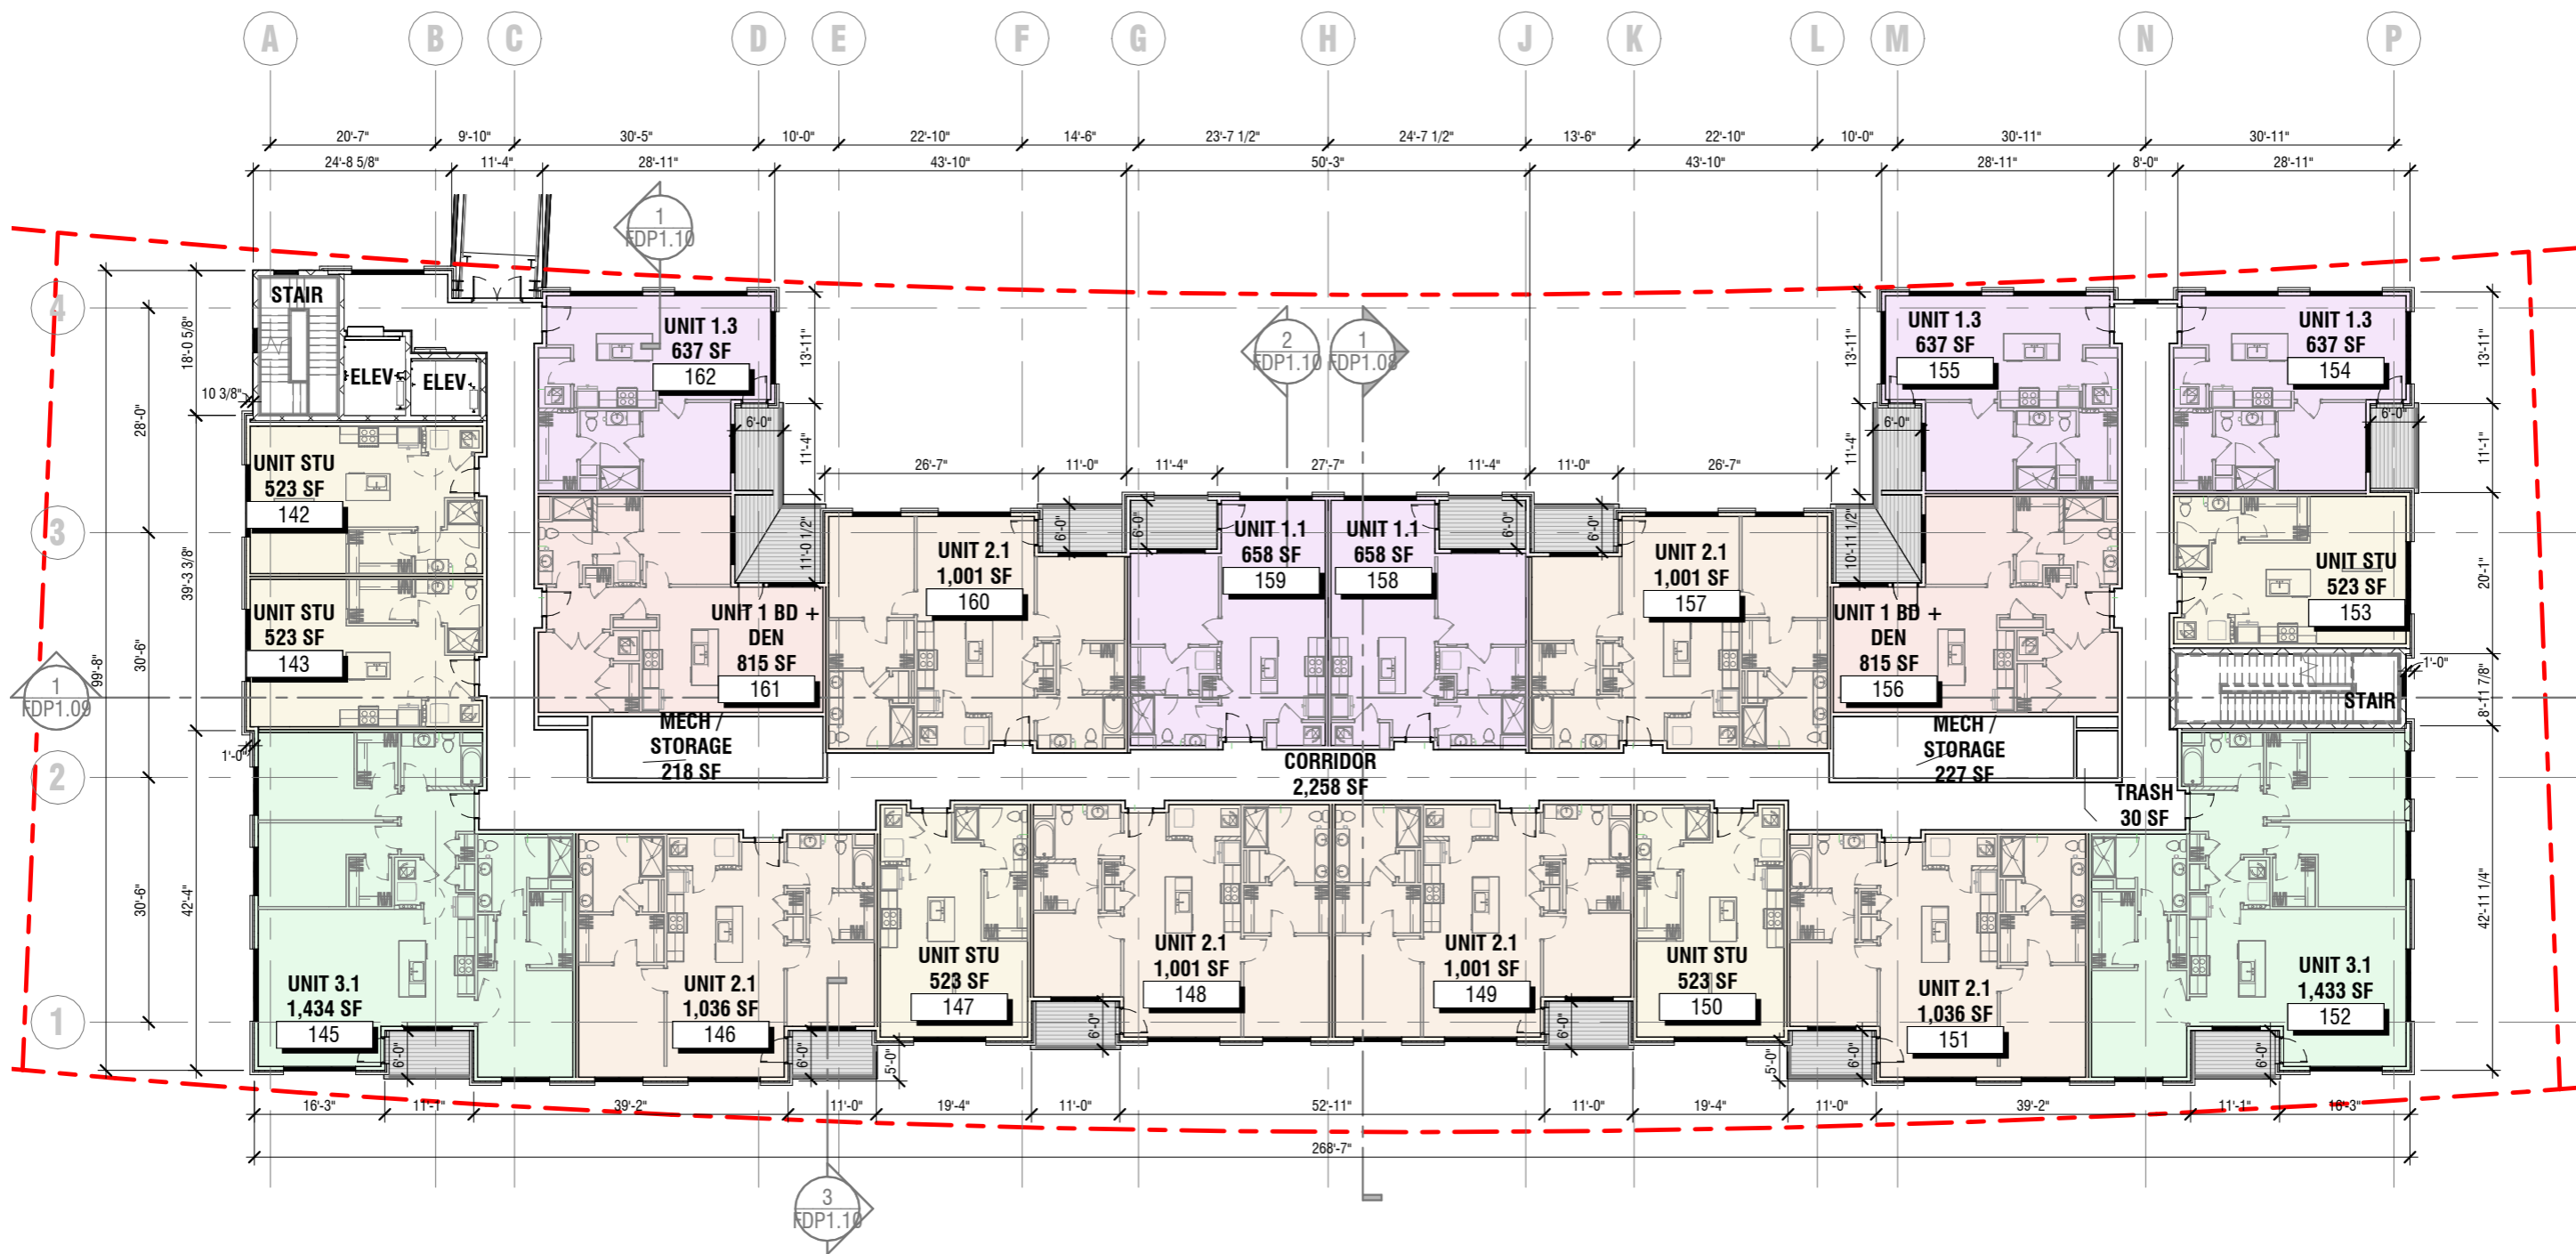 A B C D E F G H J K L M N P
20'-7" 9'-10" 30'-5" 10'-0" 22'-10" 14'-6" 23'-7 1/2" 24'-7 1/2" 13'-6" 22'-10" 10'-0" 30'-11" 30'-11"
24'-8 5/8" 11'-4" 28'-11" 43'-10" 50'-3" 43'-10" 28'-11" 8'-0" 28'-11"
1
FDP1.10
4
STAIR
ELEV
ELEV
18'-0 5/8"
10 3/8"
28'-0"
UNIT 1.3
637 SF
162
13'-11"
6'-0"
11'-4"
2
FDP1.10
1
FDP1.08
13'-11"
UNIT 1.3
637 SF
155
6'-0"
11'-4"
UNIT 1.3
637 SF
154
6'-0"
13'-11"
11'-1"
26'-7" 11'-0" 11'-4" 27'-7" 11'-4" 11'-0" 26'-7"
UNIT STU
523 SF
142
3
39'-3 3/8"
UNIT STU
523 SF
143
99'-8"
30'-6"
1
FDP1.09
11'-0 1/2"
UNIT 1 BD +
DEN
815 SF
161
UNIT 2.1
1,001 SF
160
6'-0"
6'-0"
UNIT 1.1
658 SF
159
UNIT 1.1
658 SF
158
6'-0"
6'-0"
UNIT 2.1
1,001 SF
157
10'-11 1/2"
UNIT 1 BD +
DEN
815 SF
156
UNIT STU
523 SF
153
20'-1"
1'-0"
8'-11 7/8"
STAIR
MECH /
STORAGE
218 SF
CORRIDOR
2,258 SF
MECH /
STORAGE
227 SF
TRASH
30 SF
1'-0"
2
30'-6"
42'-4"
42'-11 1/4"
1
UNIT 3.1
1,434 SF
145
6'-0"
UNIT 2.1
1,036 SF
146
6'-0"
5'-0"
UNIT STU
523 SF
147
6'-0"
UNIT 2.1
1,001 SF
148
UNIT 2.1
1,001 SF
149
6'-0"
UNIT STU
523 SF
150
5'-0"
6'-0"
UNIT 2.1
1,036 SF
151
6'-0"
UNIT 3.1
1,433 SF
152
16'-3" 11'-1" 39'-2" 11'-0" 19'-4" 11'-0" 52'-11" 11'-0" 19'-4" 11'-0" 39'-2" 11'-1" 16'-3"
268'-7"
3
FDP1.10